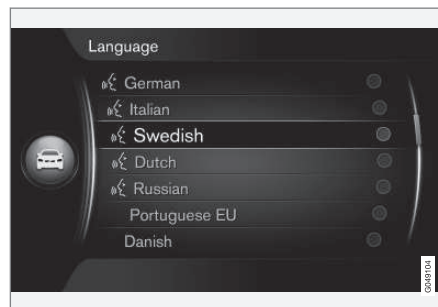 Language
German
Italian
Swedish
Dutch
Russian
Portuguese EU
Danish
G049104